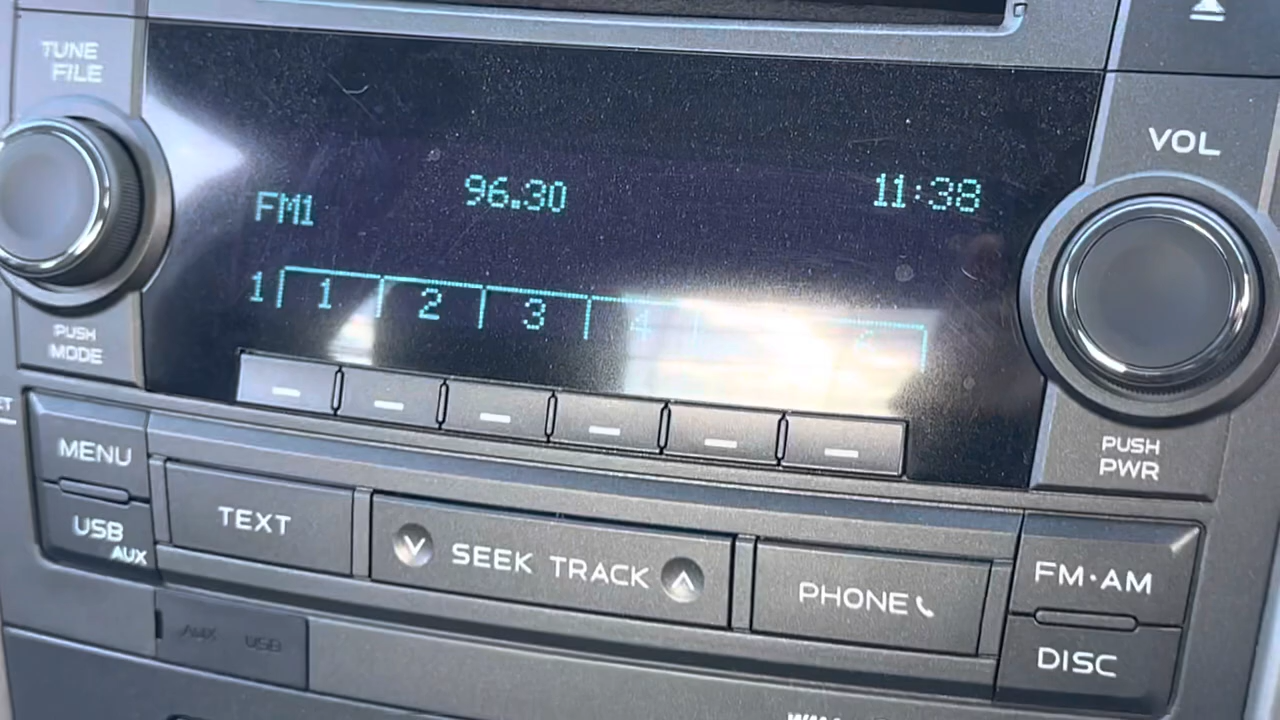 TUNE
FILE
VOL
FM1
96.30
11:38
1 1 2 3 4
PUSH
MODE
PUSH
PWR
MENU
USB
AUX
TEXT
SEEK TRACK
PHONE
FM·AM
DISC
AUX USB